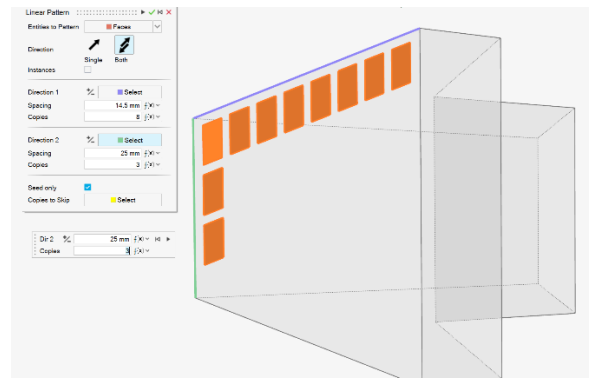 Linear Pattern
Entities to Pattern Faces
Direction
Single Both
Instances
Direction 1 Select
Spacing 14.5 mm f(x)
Copies 8 f(x)
Direction 2 Select
Spacing 25 mm f(x)
Copies 3 f(x)
Seed only
Copies to Skip Select
Dir 2 25 mm f(x)
Copies 3 f(x)